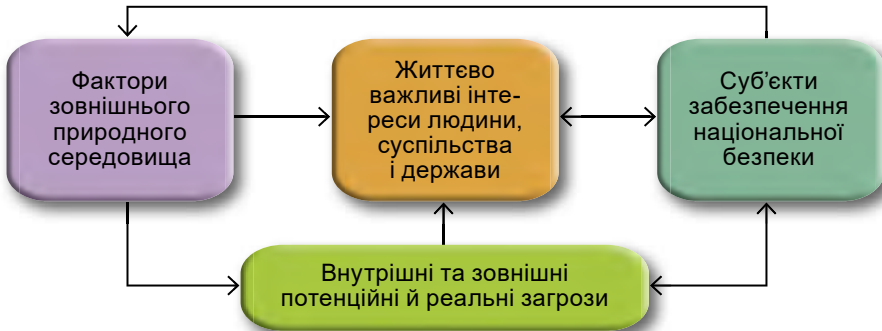 Фактори
зовнішнього
природного
середовища
Життєво
важливі інте-
реси людини,
суспільства
і держави
Суб’єкти
забезпечення
національної
безпеки
Внутрішні та зовнішні
потенційні й реальні загрози